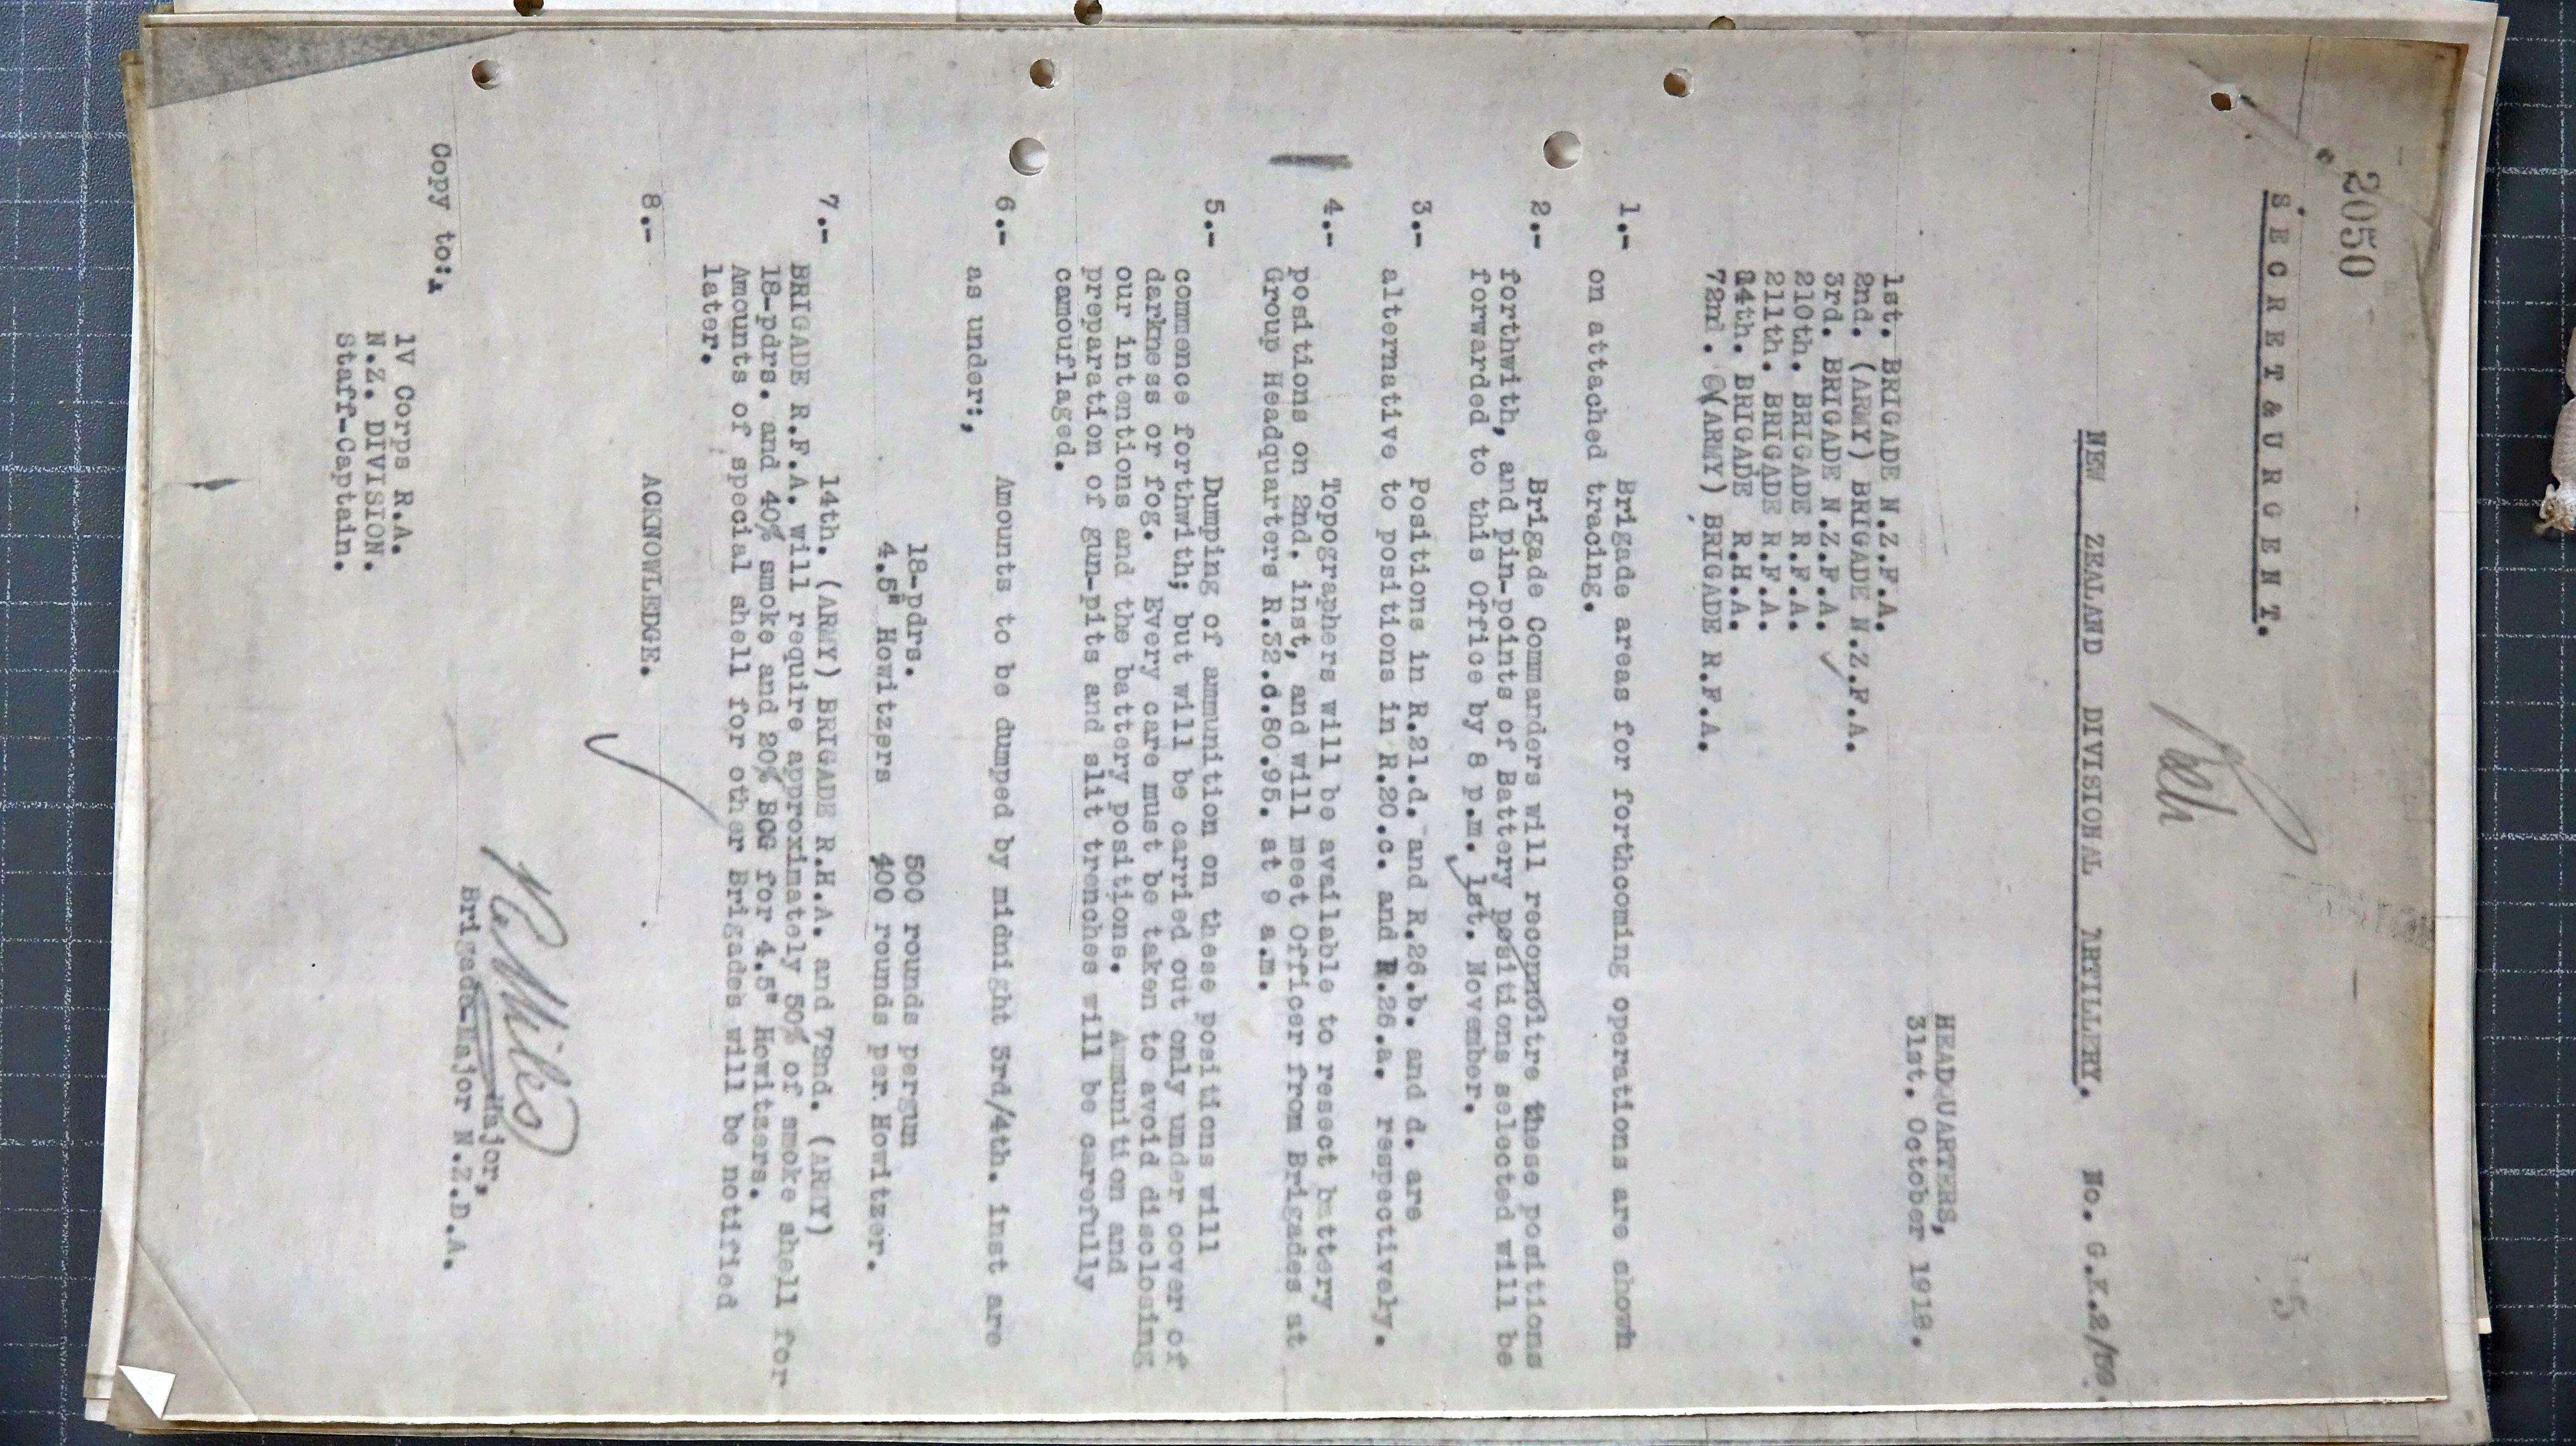 2050
S E C R E T & U R G E N T.
NEW ZEALAND DIVISIONAL ARTILLERY. No. G.K.2/
HEADQUARTERS,
31st. October 1918.
1st. BRIGADE N.Z.F.A.
2nd. (ARMY) BRIGADE N.Z.F.A.
3rd. BRIGADE N.Z.F.A. ✓
210th. BRIGADE R.F.A.
211th. BRIGADE R.F.A.
14th. BRIGADE R.H.A.
72nd. (ARMY) BRIGADE R.F.A.
1.- Brigade areas for forthcoming operations are shown
on attached tracing.
2.- Brigade Commanders will reconnoitre these positions
forthwith, and pin-points of Battery positions selected will be
forwarded to this Office by 8 p.m. 1st. November.
3.- Positions in R.21.d. and R.26.b. and d. are
alternative to positions in R.20.c. and R.26.a. respectively.
4.- Topographers will be available to resect battery
positions on 2nd. inst, and will meet Officer from Brigades at
Group Headquarters R.32.d.80.95. at 9 a.m.
5.- Dumping of ammunition on these positions will
commence forthwith; but will be carried out only under cover of
darkness or fog. Every care must be taken to avoid disclosing
our intentions and the battery positions. Ammunition and
preparation of gun-pits and slit trenches will be carefully
camouflaged.
6.- Amounts to be dumped by midnight 3rd/4th. inst are
as under:,
18-pdrs. 500 rounds pergun
4.5" Howitzers 400 rounds per Howitzer.
7.- 14th. (ARMY) BRIGADE R.H.A. and 72nd. (ARMY)
BRIGADE R.F.A. will require approximately 50% of smoke shell for
18-pdrs. and 40% smoke and 20% BCG for 4.5" Howitzers.
Amounts of special shell for other Brigades will be notified
later.
8.- ACKNOWLEDGE.
Miles
Major,
Brigade-Major N.Z.D.A.
Copy to:
1V Corps R.A.
N.Z. DIVISION.
Staff-Captain.